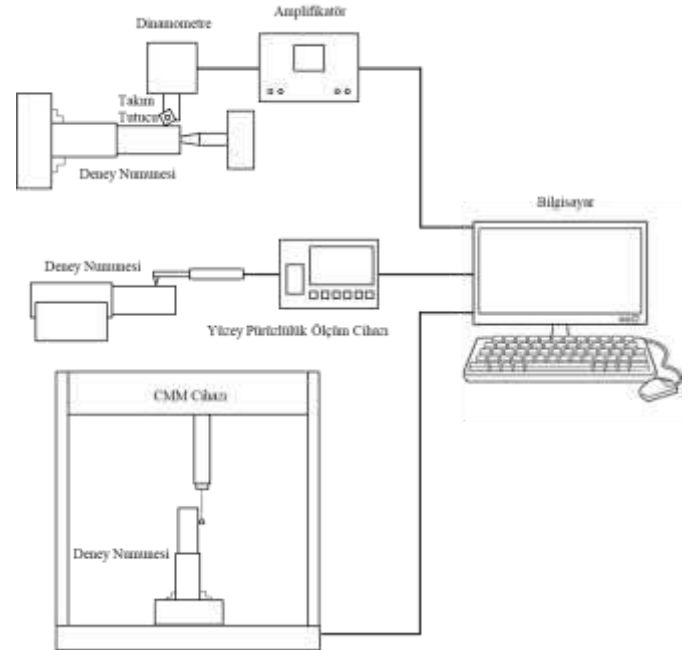 Amplifikatör
Dinamometre
Takım
Tutucu
Deney Numunesi
Bilgisayar
Deney Numunesi
Yüzey Pürüzlülük Ölçüm Cihazı
CMM Cihazı
Deney Numunesi